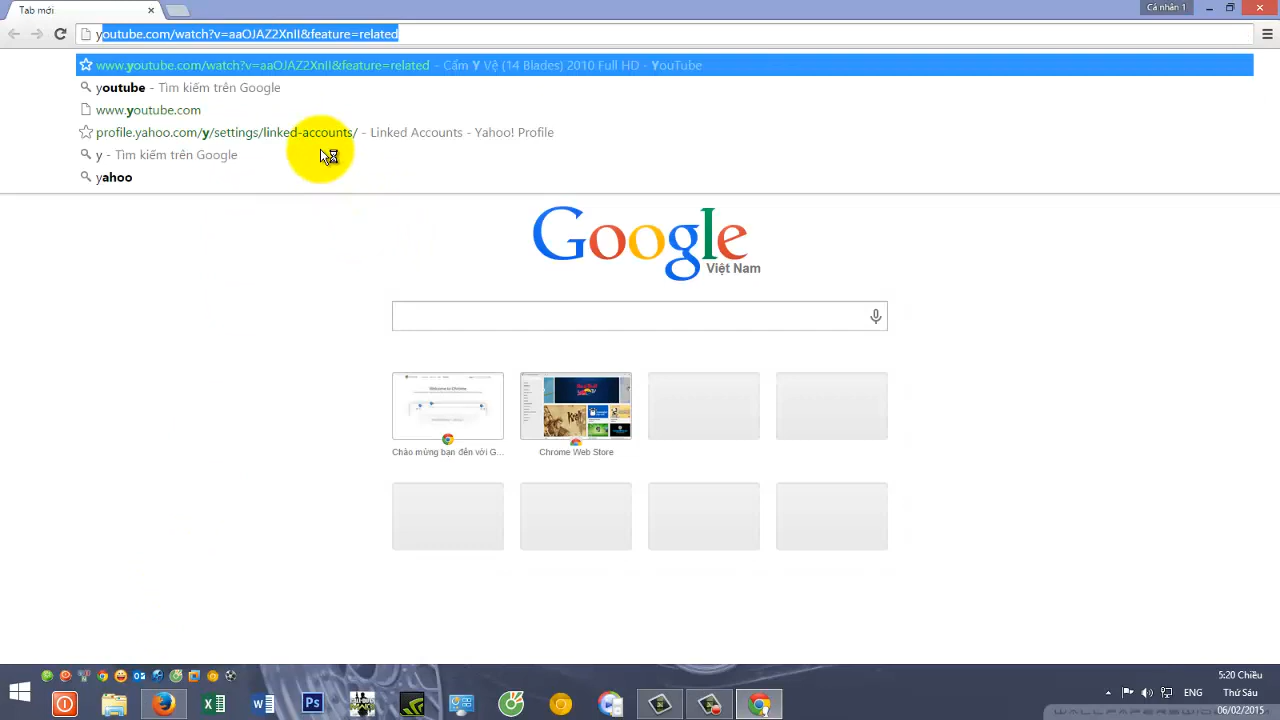 Tab mới
Cá nhân 1
youtube.com/watch?v=aaOJAZ2XnII&feature=related
www.youtube.com/watch?v=aaOJAZ2XnII&feature=related - Cẩm Y Vệ (14 Blades) 2010 Full HD - YouTube
youtube - Tìm kiếm trên Google
www.youtube.com
profile.yahoo.com/y/settings/linked-accounts/ - Linked Accounts - Yahoo! Profile
y - Tìm kiếm trên Google
yahoo
Google
Việt Nam
Chào mừng bạn đến với G...
Chrome Web Store
5:20 Chiều
ENG
Thứ Sáu
06/02/2015